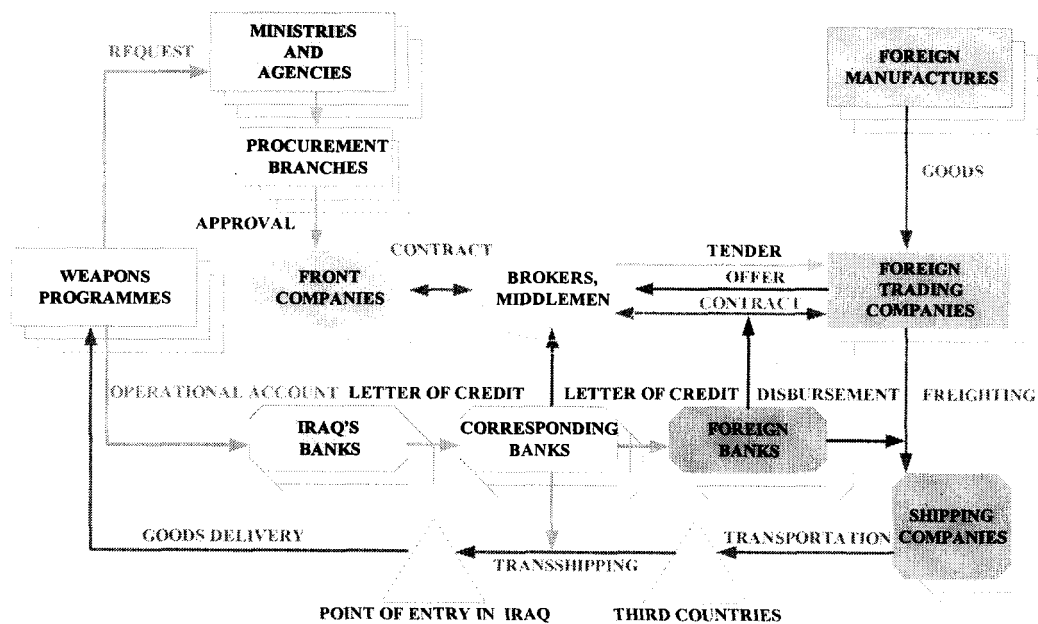 MINISTRIES
AND
AGENCIES
REQUEST
FOREIGN
MANUFACTURES
PROCUREMENT
BRANCHES
GOODS
APPROVAL
CONTRACT
TENDER
WEAPONS
PROGRAMMES
FRONT
COMPANIES
BROKERS,
MIDDLEMEN
OFFER
CONTRACT
FOREIGN
TRADING
COMPANIES
OPERATIONAL ACCOUNT
LETTER OF CREDIT
LETTER OF CREDIT
DISBURSEMENT
FREIGHTING
IRAQ'S
BANKS
CORRESPONDING
BANKS
FOREIGN
BANKS
SHIPPING
COMPANIES
GOODS DELIVERY
TRANSSHIPPING
TRANSPORTATION
POINT OF ENTRY IN IRAQ
THIRD COUNTRIES